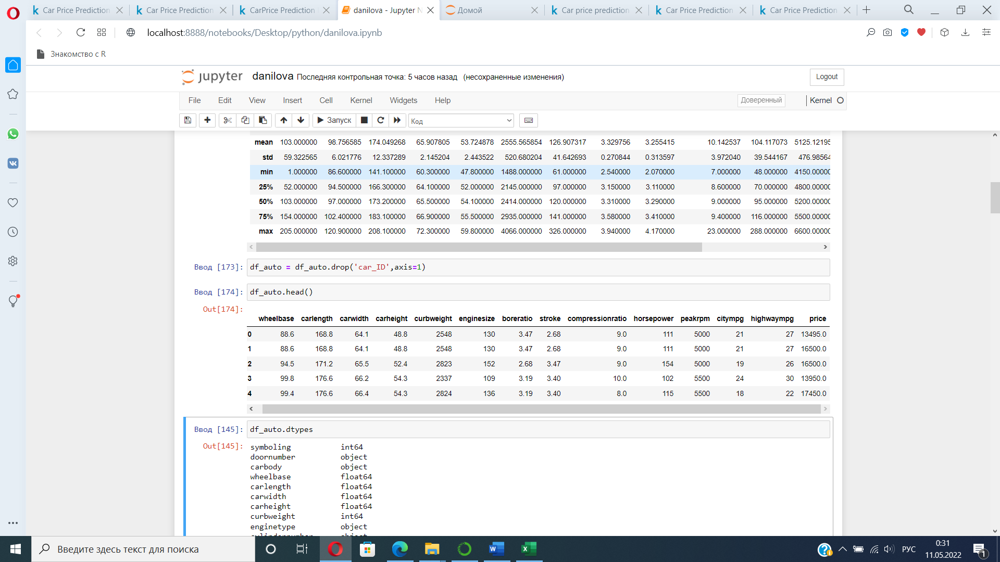 Car Price Prediction
Car Price Prediction
CarPrice Prediction
danilova - Jupyter N
Домой
Car price prediction
Car Price Prediction
Car Price Prediction
localhost:8888/notebooks/Desktop/python/danilova.ipynb
Знакомство с R
jupyter danilova Последняя контрольная точка: 5 часов назад (несохраненные изменения)
Logout
File Edit View Insert Cell Kernel Widgets Help
Доверенный
Kernel
Запуск
Код
mean 103.000000 98.756585 174.049268 65.907805 53.724878 2555.565854 126.907317 3.329756 3.255415 10.142537 104.117073 5125.12195
std 59.322565 6.021776 12.337289 2.145204 2.443522 520.680204 41.642693 0.270844 0.313597 3.972040 39.544167 476.98564
min 1.000000 86.600000 141.100000 60.300000 47.800000 1488.000000 61.000000 2.540000 2.070000 7.000000 48.000000 4150.00000
25% 52.000000 94.500000 166.300000 64.100000 52.000000 2145.000000 97.000000 3.150000 3.110000 8.600000 70.000000 4800.00000
50% 103.000000 97.000000 173.200000 65.500000 54.100000 2414.000000 120.000000 3.310000 3.290000 9.000000 95.000000 5200.00000
75% 154.000000 102.400000 183.100000 66.900000 55.500000 2935.000000 141.000000 3.580000 3.410000 9.400000 116.000000 5500.00000
max 205.000000 120.900000 208.100000 72.300000 59.800000 4066.000000 326.000000 3.940000 4.170000 23.000000 288.000000 6600.00000
Ввод [173]: df_auto = df_auto.drop('car_ID',axis=1)
Ввод [174]: df_auto.head()
Out[174]:
wheelbase carlength carwidth carheight curbweight enginesize boreratio stroke compressionratio horsepower peakrpm citympg highwaympg price
0 88.6 168.8 64.1 48.8 2548 130 3.47 2.68 9.0 111 5000 21 27 13495.0
1 88.6 168.8 64.1 48.8 2548 130 3.47 2.68 9.0 111 5000 21 27 16500.0
2 94.5 171.2 65.5 52.4 2823 152 2.68 3.47 9.0 154 5000 19 26 16500.0
3 99.8 176.6 66.2 54.3 2337 109 3.19 3.40 10.0 102 5500 24 30 13950.0
4 99.4 176.6 66.4 54.3 2824 136 3.19 3.40 8.0 115 5500 18 22 17450.0
Ввод [145]: df_auto.dtypes
Out[145]: symboling int64
doornumber object
carbody object
wheelbase float64
carlength float64
carwidth float64
carheight float64
curbweight int64
enginetype object
Введите здесь текст для поиска
РУС
0:31
11.05.2022
1